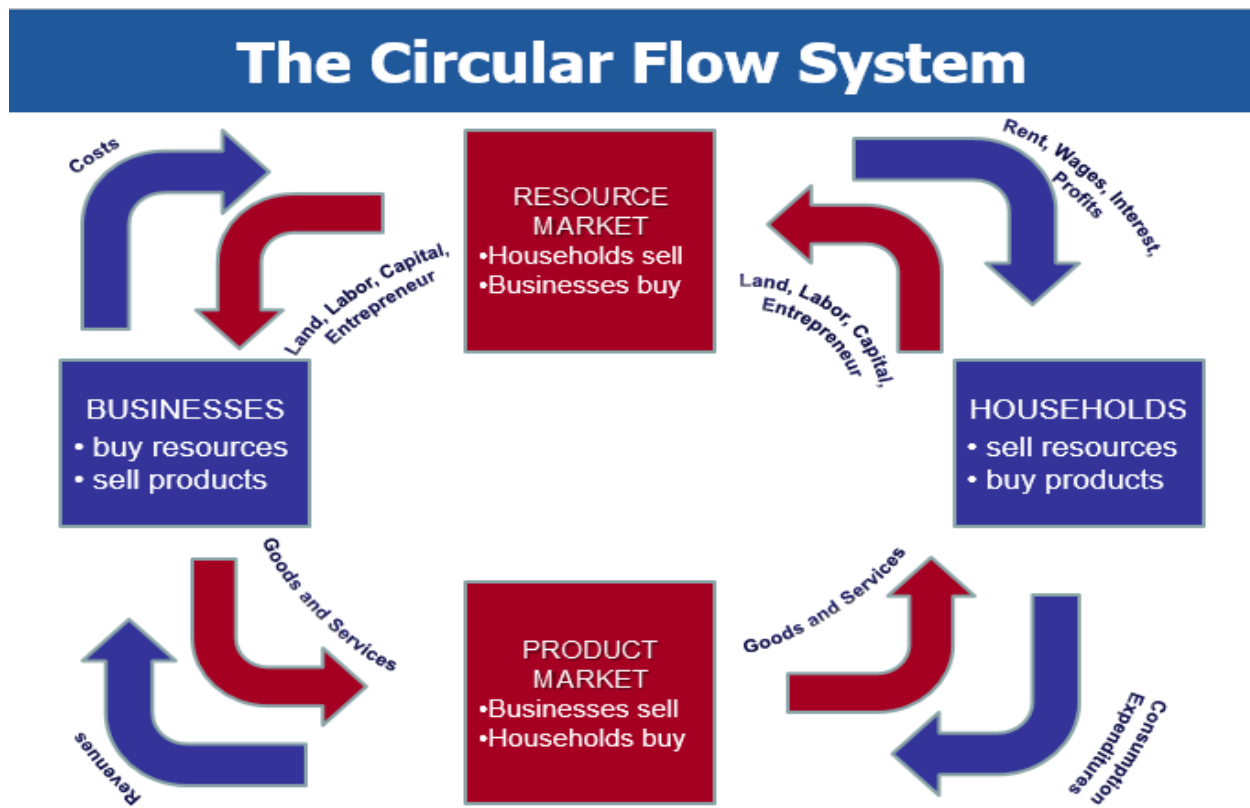 The Circular Flow System
Costs
RESOURCE
MARKET
•Households sell
•Businesses buy
Rent, Wages, Interest,
Profits
Land, Labor, Capital,
Entrepreneur
Land, Labor, Capital,
Entrepreneur
BUSINESSES
• buy resources
• sell products
HOUSEHOLDS
• sell resources
• buy products
Goods and Services
Goods and Services
PRODUCT
MARKET
•Businesses sell
•Households buy
Revenues
Consumption
Expenditures